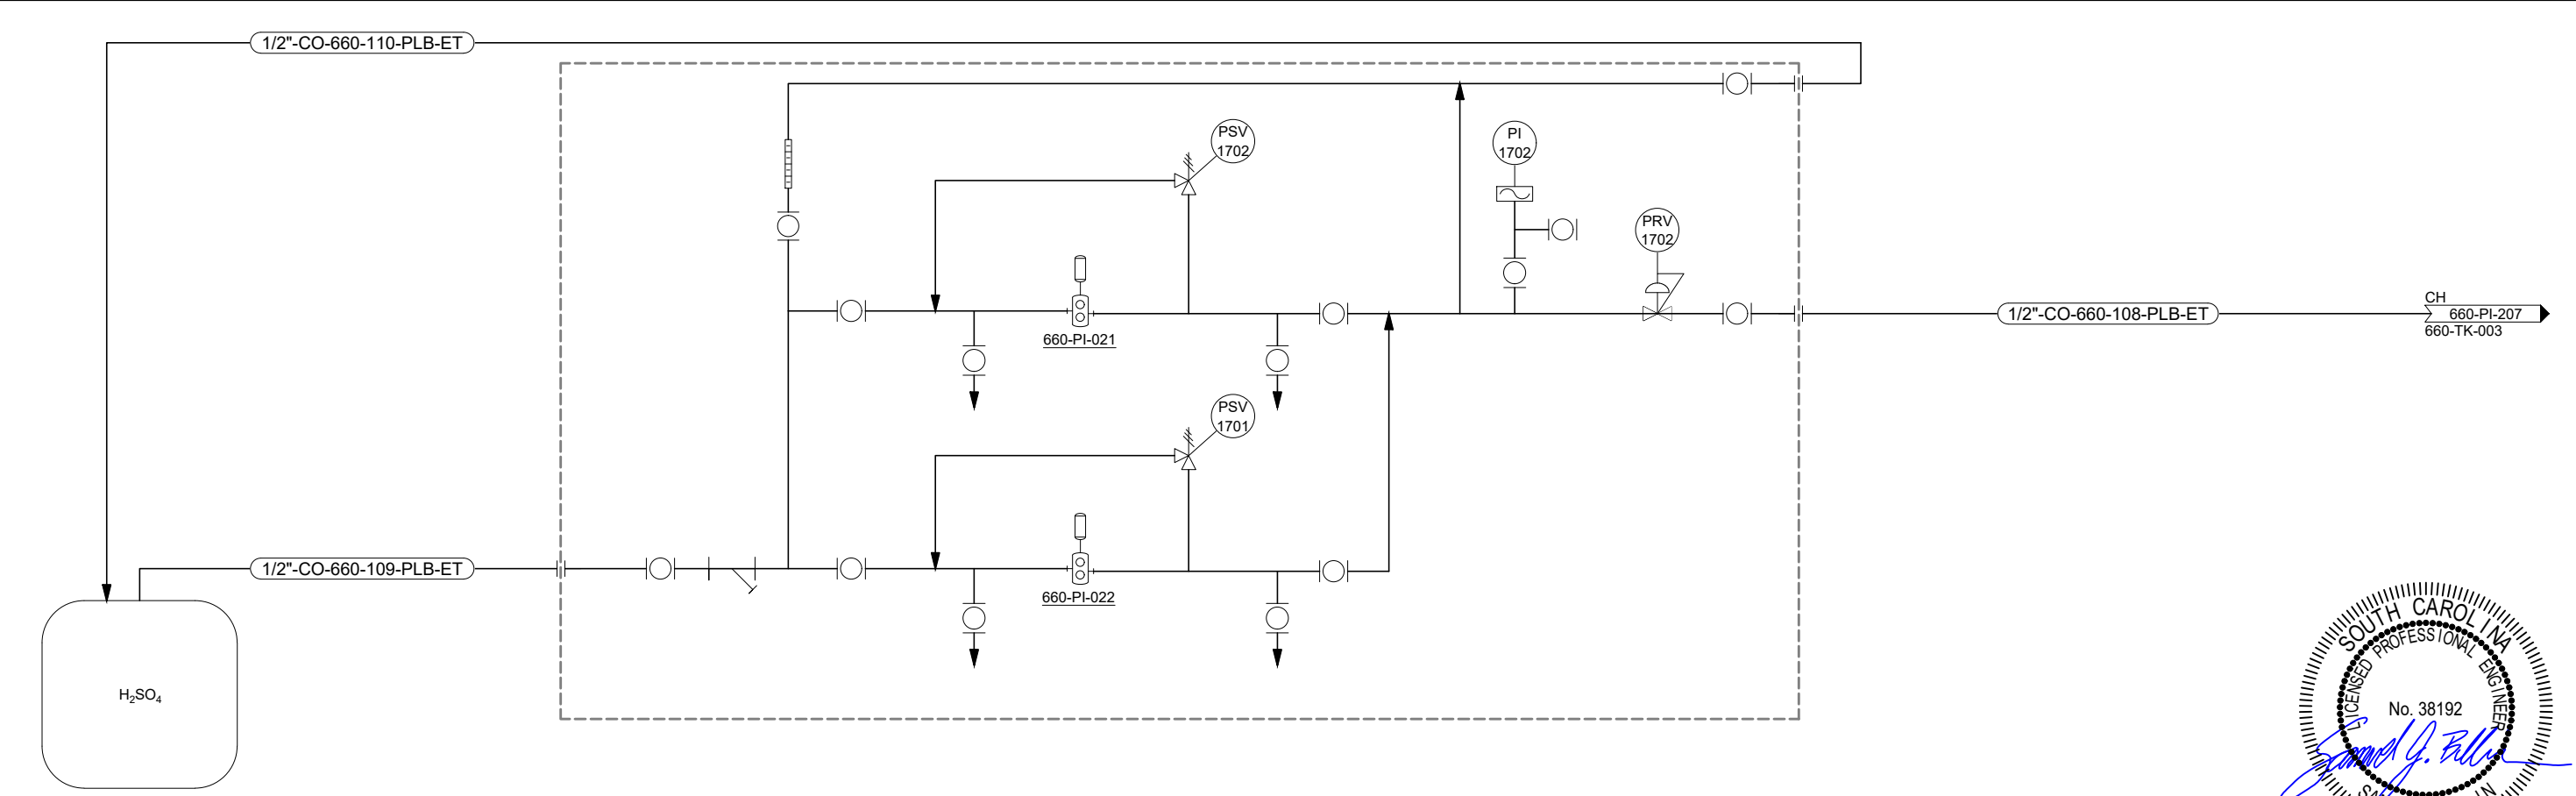 1/2"-CO-660-110-PLB-ET
PSV
1702
PI
1702
PRV
1702
660-PI-021
1/2"-CO-660-108-PLB-ET
CH
660-PI-207
660-TK-003
PSV
1701
1/2"-CO-660-109-PLB-ET
660-PI-022
H₂SO₄
SOUTH CAROLINA
LICENSED PROFESSIONAL ENGINEER
No. 38192